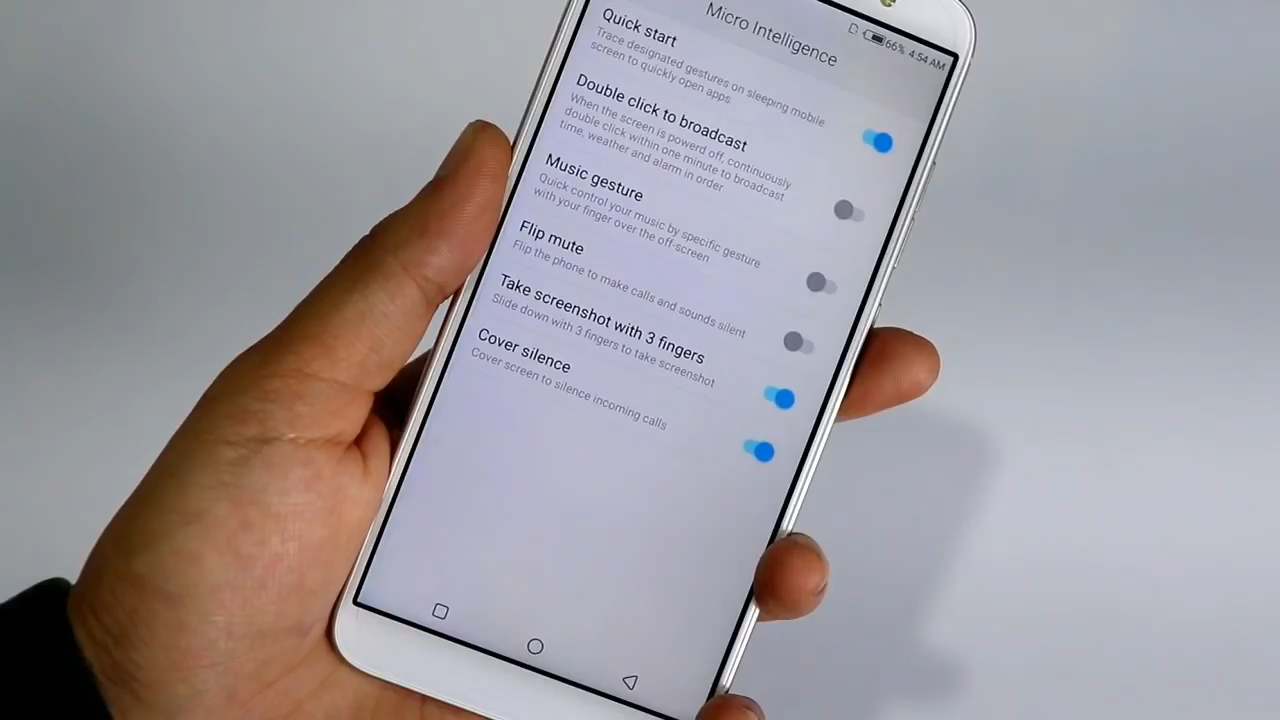 66% 4:54 AM
Micro Intelligence
Quick start
Trace designated gestures on sleeping mobile
screen to quickly open apps.
Double click to broadcast
When the screen is powerd off, continuously
double click within one minute to broadcast
time, weather and alarm in order
Music gesture
Quick control your music by specific gesture
with your finger over the off-screen
Flip mute
Flip the phone to make calls and sounds silent
Take screenshot with 3 fingers
Slide down with 3 fingers to take screenshot
Cover silence
Cover screen to silence incoming calls